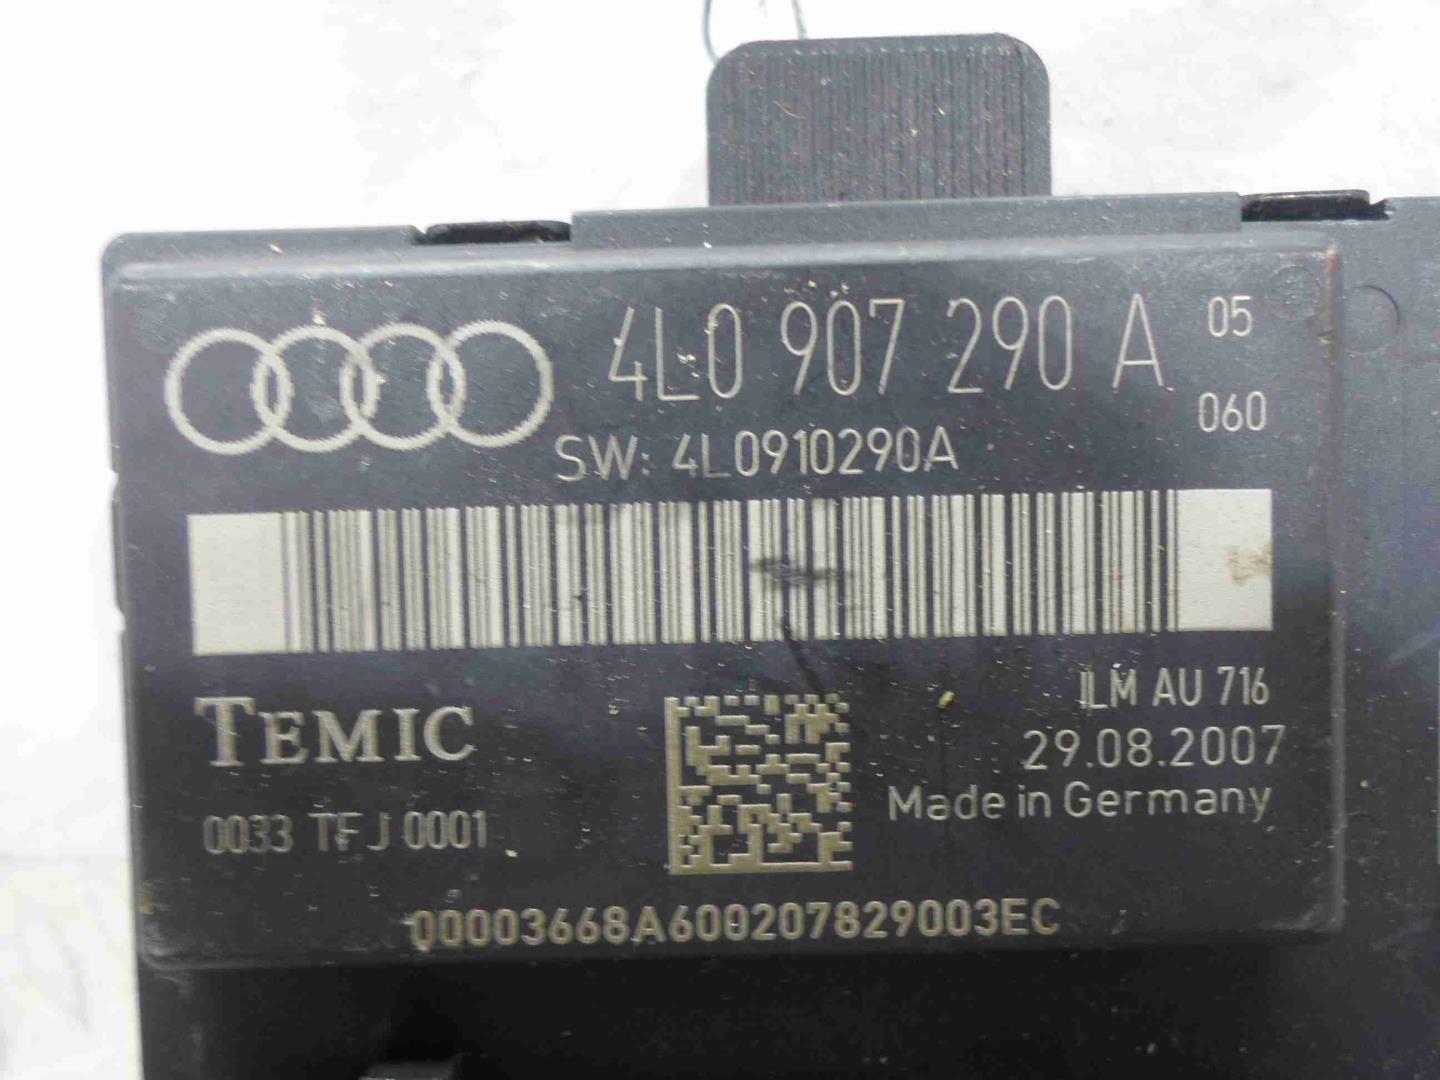 4L0 907 290 A 05
060
SW: 4L0910290A
TEMIC
ILM AU 716
29.08.2007
Made in Germany
0033 TFJ 0001
00003668A600207829003EC